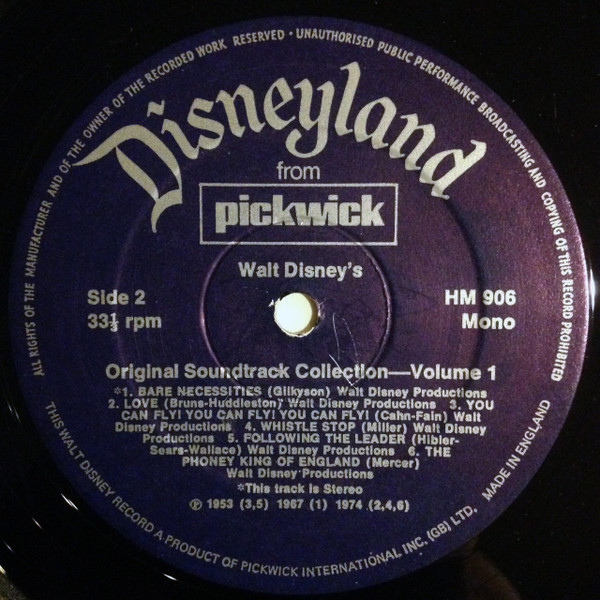 ALL RIGHTS OF THE MANUFACTURER AND OF THE OWNER OF THE RECORDED WORK RESERVED · UNAUTHORISED PUBLIC PERFORMANCE BROADCASTING AND COPYING OF THIS RECORD PROHIBITED
Disneyland
from
pickwick
Walt Disney's
Side 2
HM 906
33⅓ rpm
Mono
Original Soundtrack Collection—Volume 1
*1. BARE NECESSITIES (Gilkyson) Walt Disney Productions
2. LOVE (Bruns-Huddleston) Walt Disney Productions 3. YOU
CAN FLY! YOU CAN FLY! YOU CAN FLY! (Cahn-Fain) Walt
Disney Productions 4. WHISTLE STOP (Miller) Walt Disney
Productions 5. FOLLOWING THE LEADER (Hibler-
Sears-Wallace) Walt Disney Productions 6. THE
PHONEY KING OF ENGLAND (Mercer)
Walt Disney Productions
*This track is Stereo
℗ 1953 (3,5) 1967 (1) 1974 (2,4,6)
THIS WALT DISNEY RECORD A PRODUCT OF PICKWICK INTERNATIONAL INC. (GB) LTD. MADE IN ENGLAND